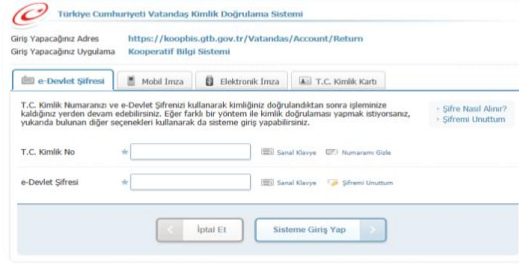 Türkiye Cumhuriyeti Vatandaş Kimlik Doğrulama Sistemi
Giriş Yapacağınız Adres https://koopbis.gtb.gov.tr/Vatandas/Account/Return
Giriş Yapacağınız Uygulama Kooperatif Bilgi Sistemi
e-Devlet Şifresi Mobil İmza Elektronik İmza T.C. Kimlik Kartı
T.C. Kimlik Numaranızı ve e-Devlet Şifrenizi kullanarak kimliğiniz doğrulandıktan sonra işleminize
kaldığınız yerden devam edebilirsiniz. Eğer farklı bir yöntem ile kimlik doğrulaması yapmak istiyorsanız,
yukarıda bulunan diğer seçenekleri kullanarak da sisteme giriş yapabilirsiniz.
Şifre Nasıl Alınır?
Şifremi Unuttum
T.C. Kimlik No * Sanal Klavye Numaramı Gizle
e-Devlet Şifresi * Sanal Klavye Şifremi Unuttum
İptal Et Sisteme Giriş Yap